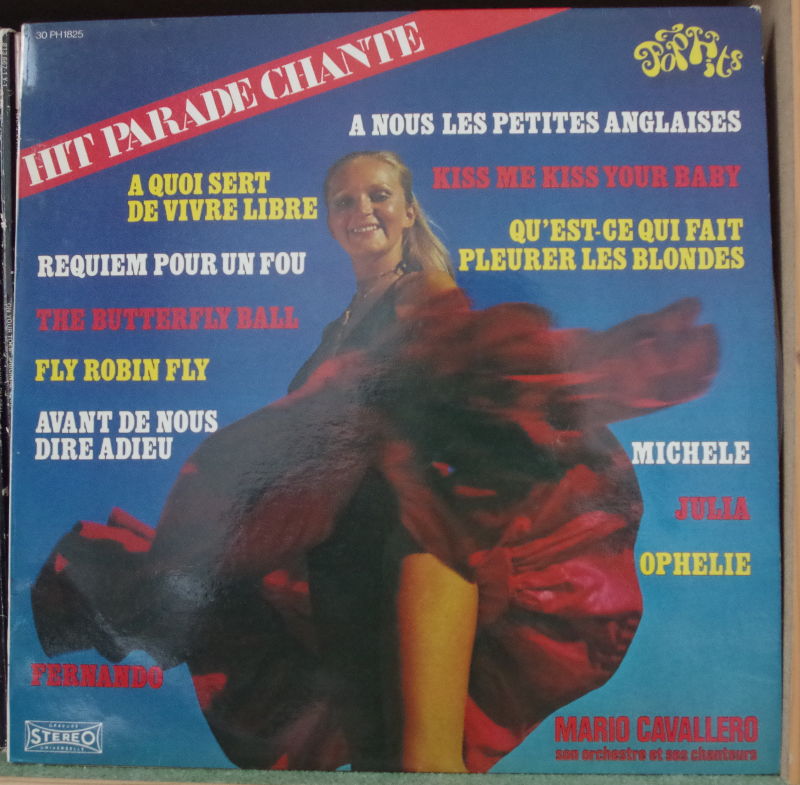 30 PH1825
HIT PARADE CHANTE
POP Hits
A NOUS LES PETITES ANGLAISES
KISS ME KISS YOUR BABY
QU'EST-CE QUI FAIT
PLEURER LES BLONDES
A QUOI SERT
DE VIVRE LIBRE
REQUIEM POUR UN FOU
THE BUTTERFLY BALL
FLY ROBIN FLY
AVANT DE NOUS
DIRE ADIEU
MICHELE
JULIA
OPHELIE
FERNANDO
GRAVURE
STEREO
UNIVERSELLE
MARIO CAVALLERO
son orchestre et ses chanteurs